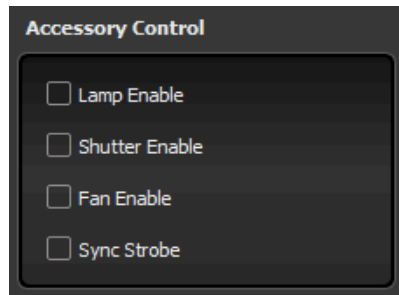 Accessory Control
Lamp Enable
Shutter Enable
Fan Enable
Sync Strobe